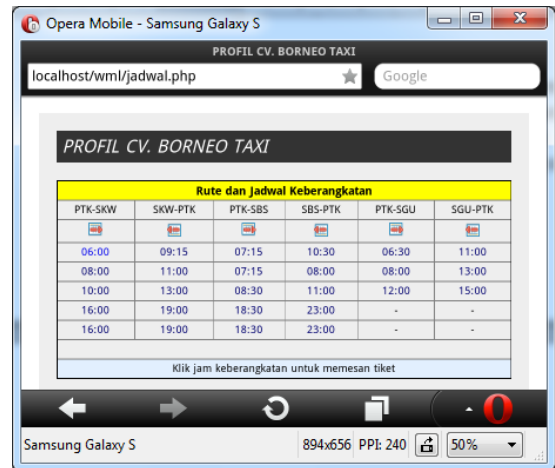 Opera Mobile - Samsung Galaxy S
PROFIL CV. BORNEO TAXI
localhost/wml/jadwal.php Google
PROFIL CV. BORNEO TAXI
Rute dan Jadwal Keberangkatan
PTK-SKW SKW-PTK PTK-SBS SBS-PTK PTK-SGU SGU-PTK
06:00 09:15 07:15 10:30 06:30 11:00
08:00 11:00 07:15 08:00 08:00 13:00
10:00 13:00 08:30 11:00 12:00 15:00
16:00 19:00 18:30 23:00 - -
16:00 19:00 18:30 23:00 - -
Klik jam keberangkatan untuk memesan tiket
Samsung Galaxy S 894x656 PPI: 240 50%